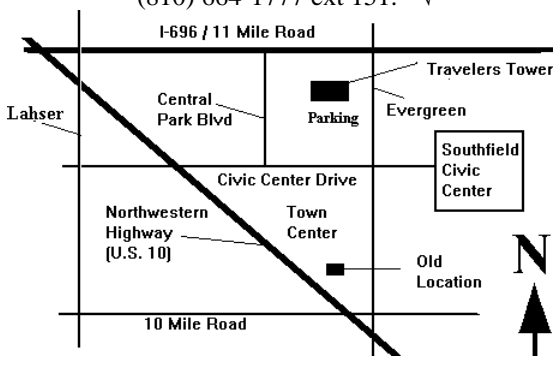 I-696 / 11 Mile Road
Travelers Tower
Central
Park Blvd
Parking
Evergreen
Lahser
Southfield
Civic
Center
Civic Center Drive
Northwestern
Highway
(U.S. 10)
Town
Center
Old
Location
N
10 Mile Road